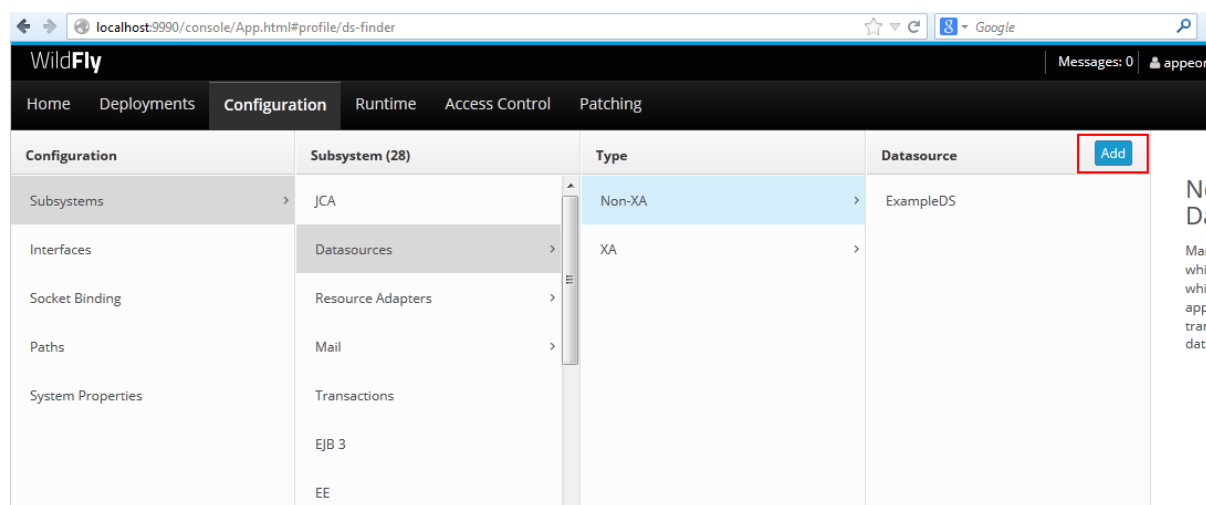 localhost:9990/console/App.html#profile/ds-finder
Google
WildFly
Messages: 0
Home Deployments Configuration Runtime Access Control Patching
Configuration Subsystem (28) Type Datasource Add
Subsystems JCA Non-XA ExampleDS
Interfaces Datasources XA
Socket Binding Resource Adapters
Paths Mail
System Properties Transactions
EJB 3
EE